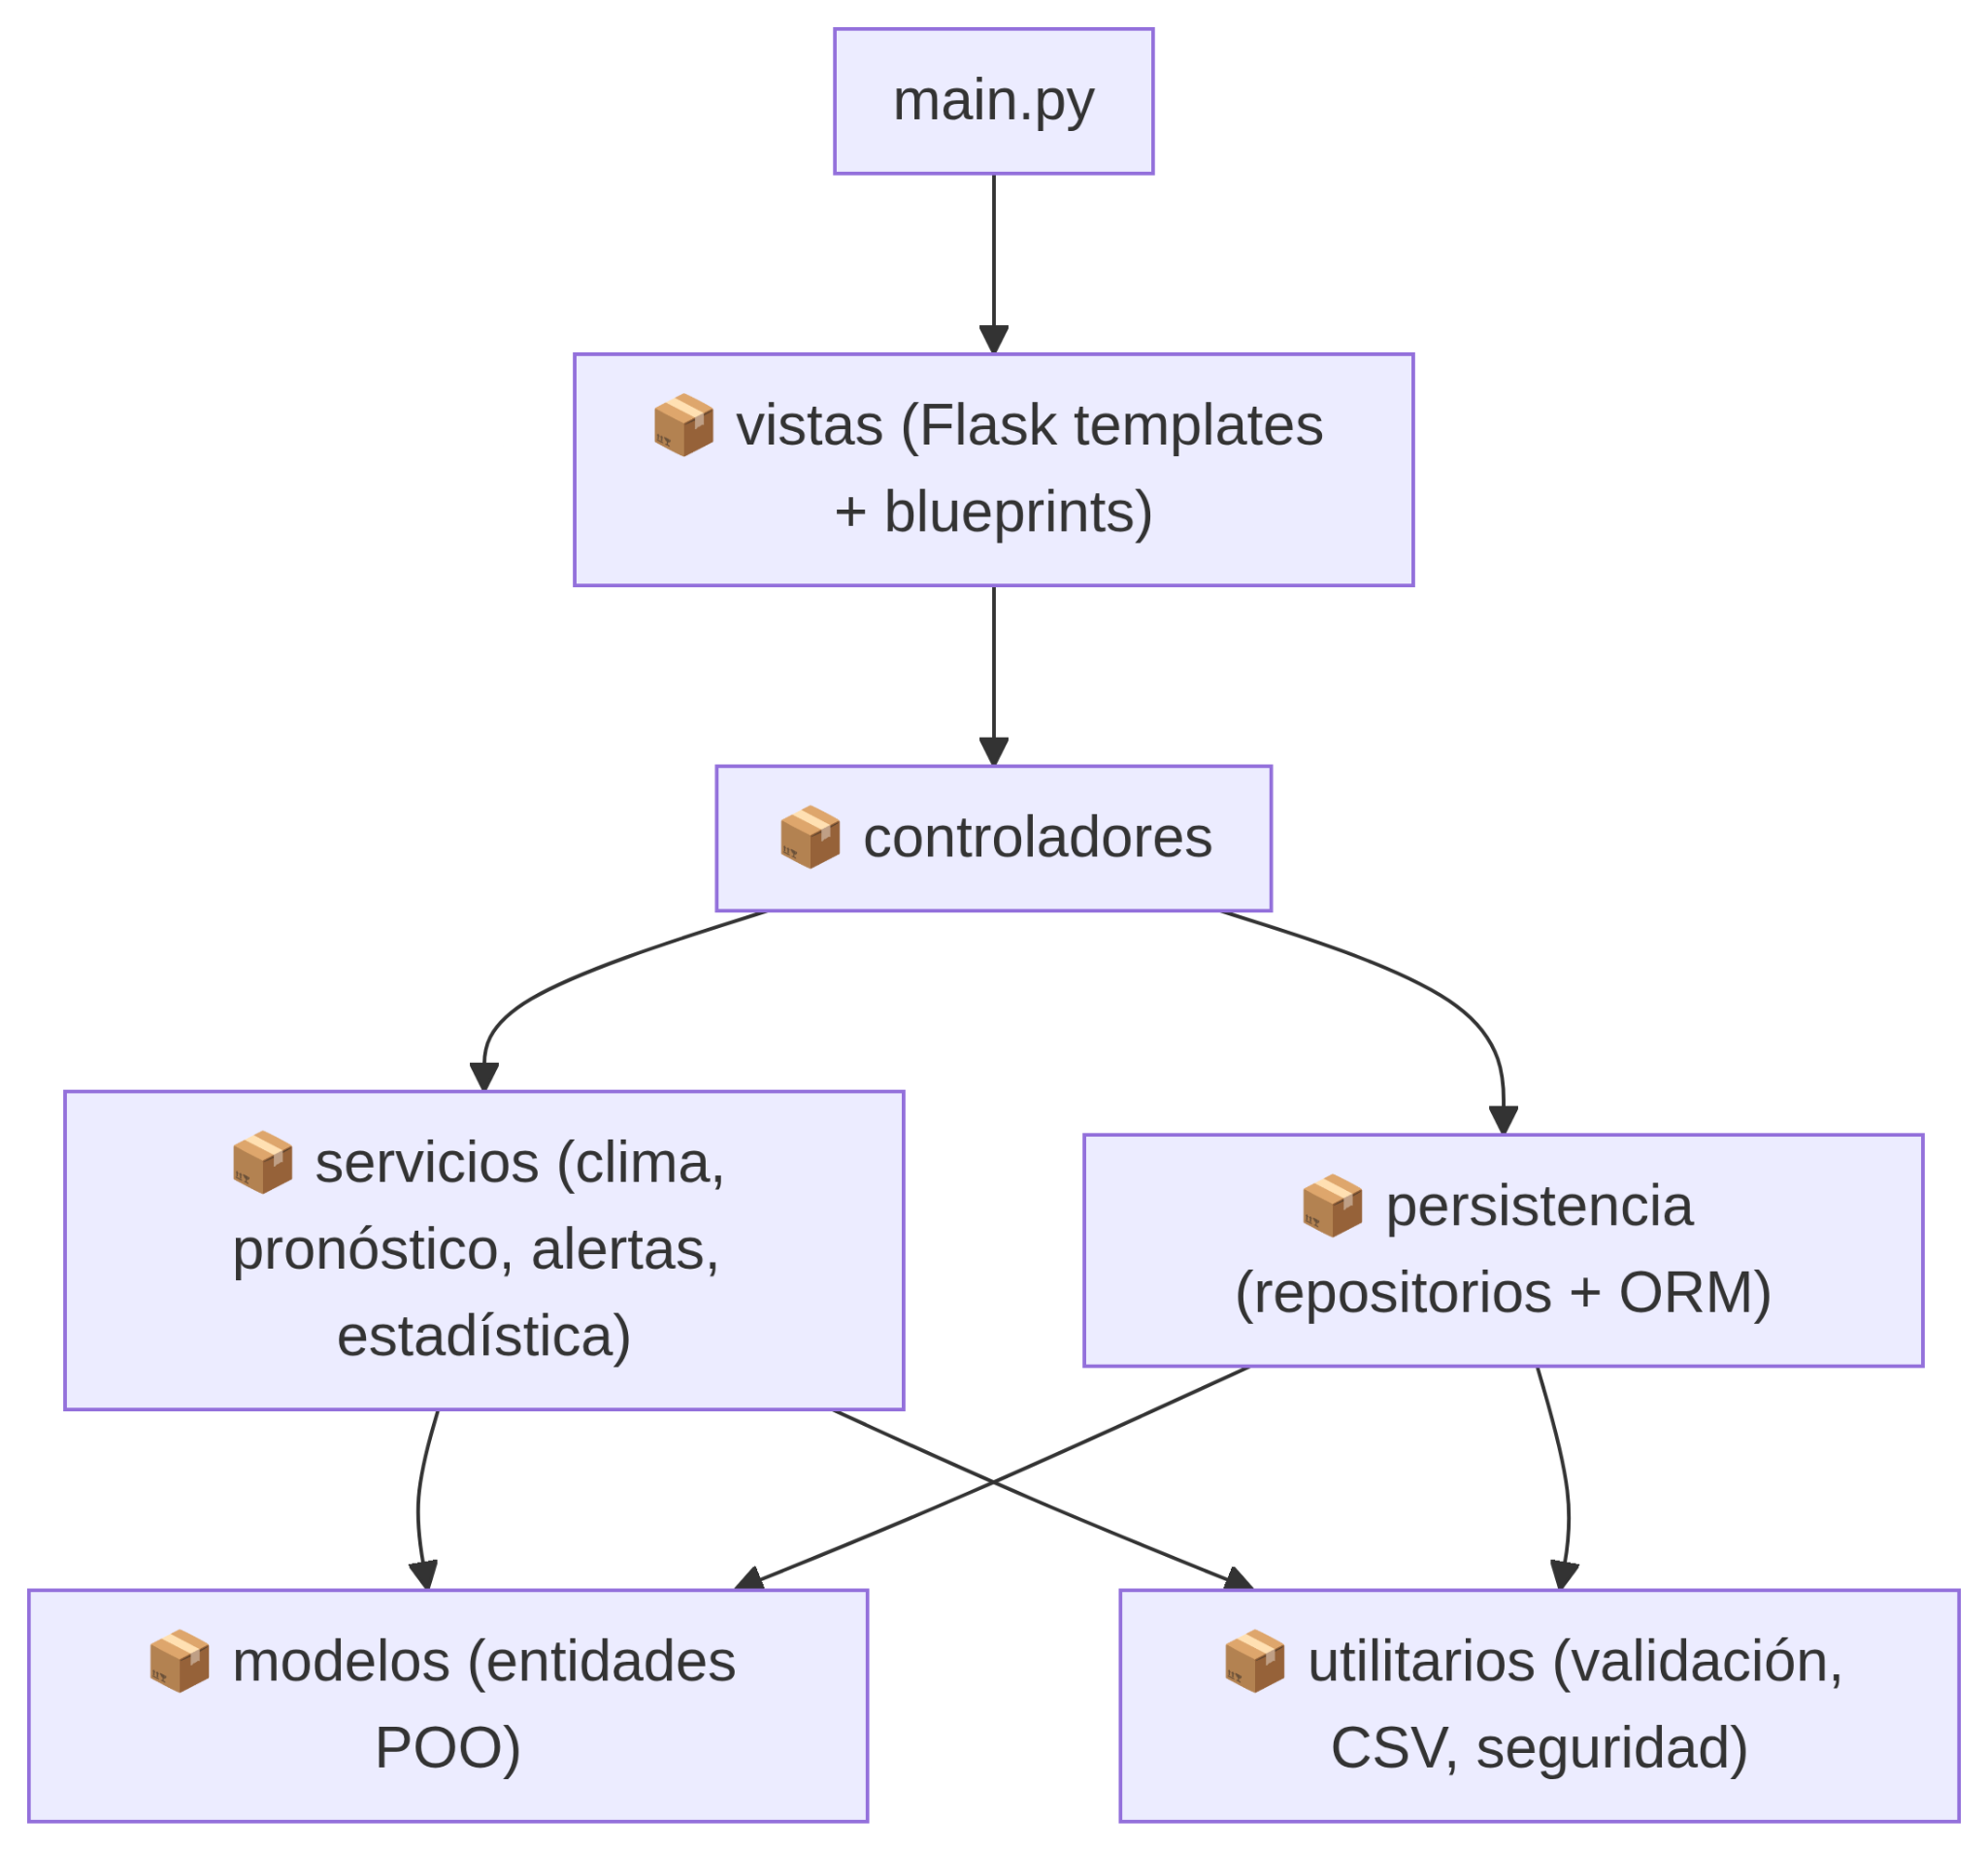 main.py
📦 vistas (Flask templates
+ blueprints)
📦 controladores
📦 servicios (clima,
pronóstico, alertas,
estadística)
📦 persistencia
(repositorios + ORM)
📦 modelos (entidades
POO)
📦 utilitarios (validación,
CSV, seguridad)